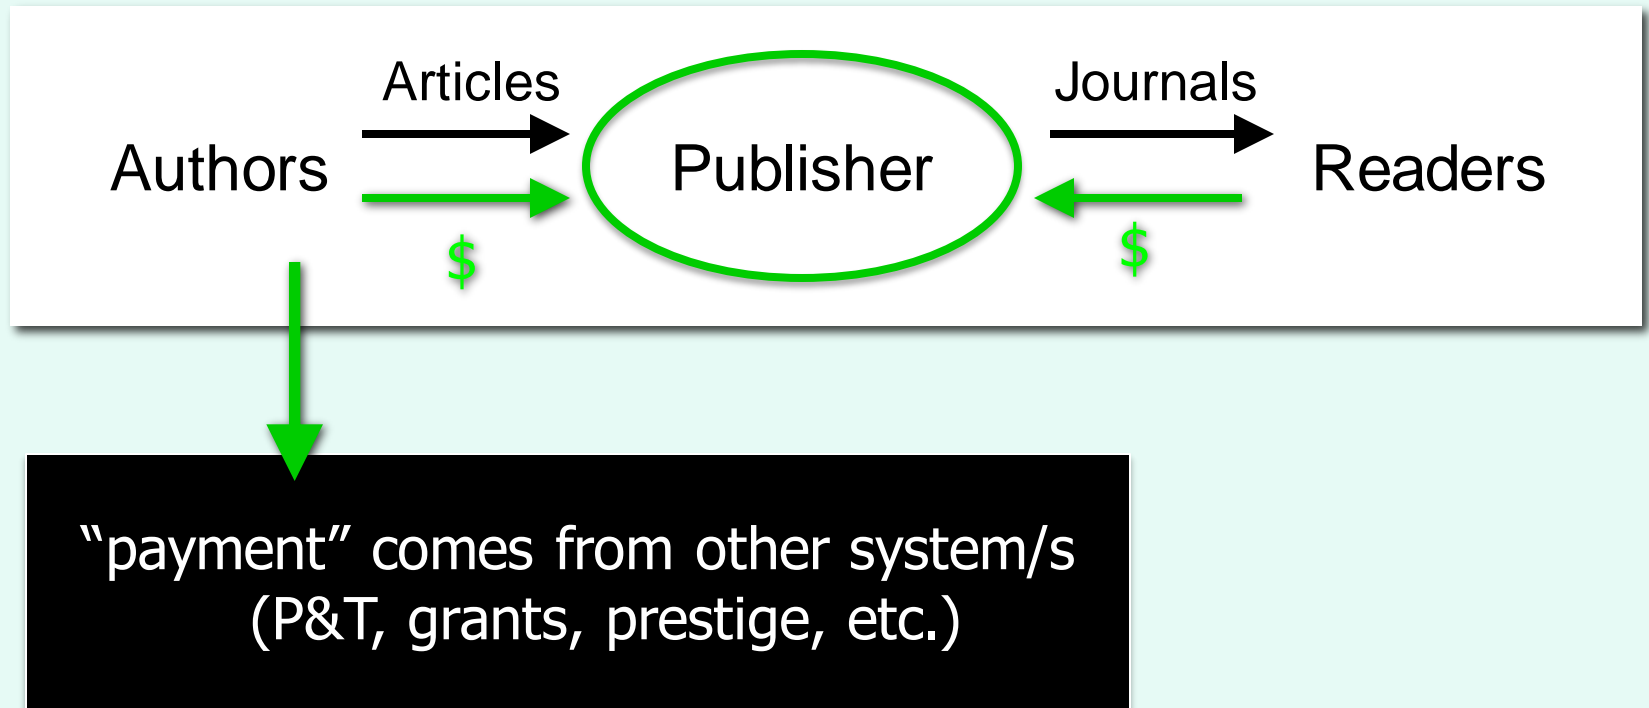 Articles
Journals
Authors
Publisher
Readers
$
$
“payment” comes from other system/s
(P&T, grants, prestige, etc.)